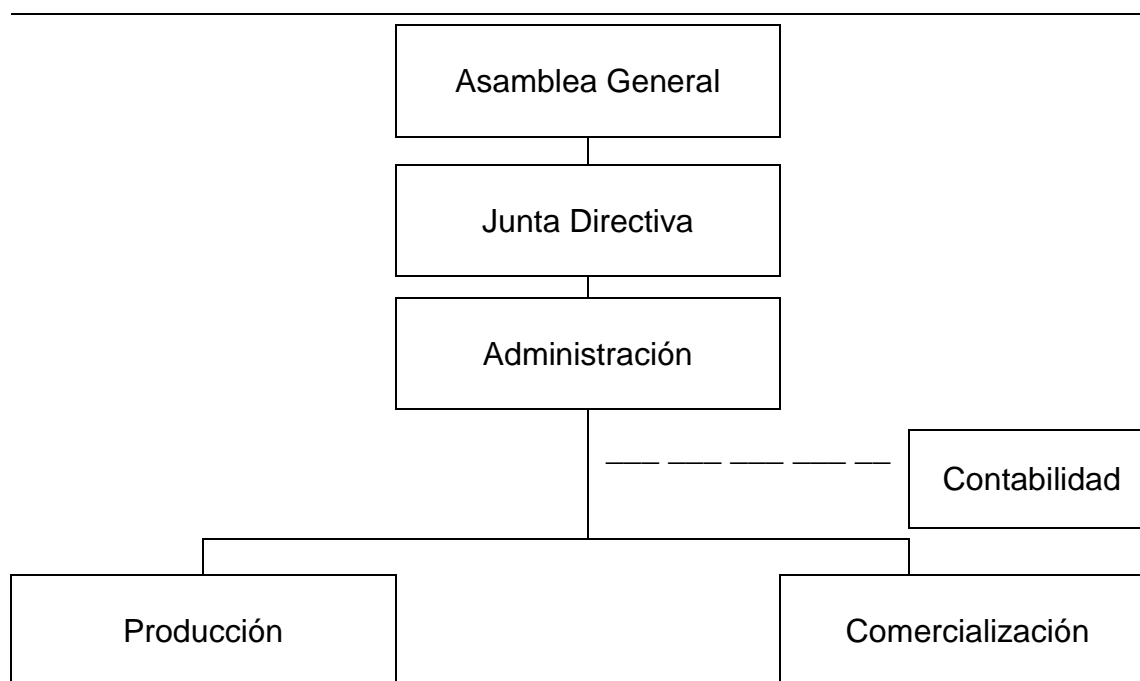 Asamblea General
Junta Directiva
Administración
Contabilidad
Producción
Comercialización